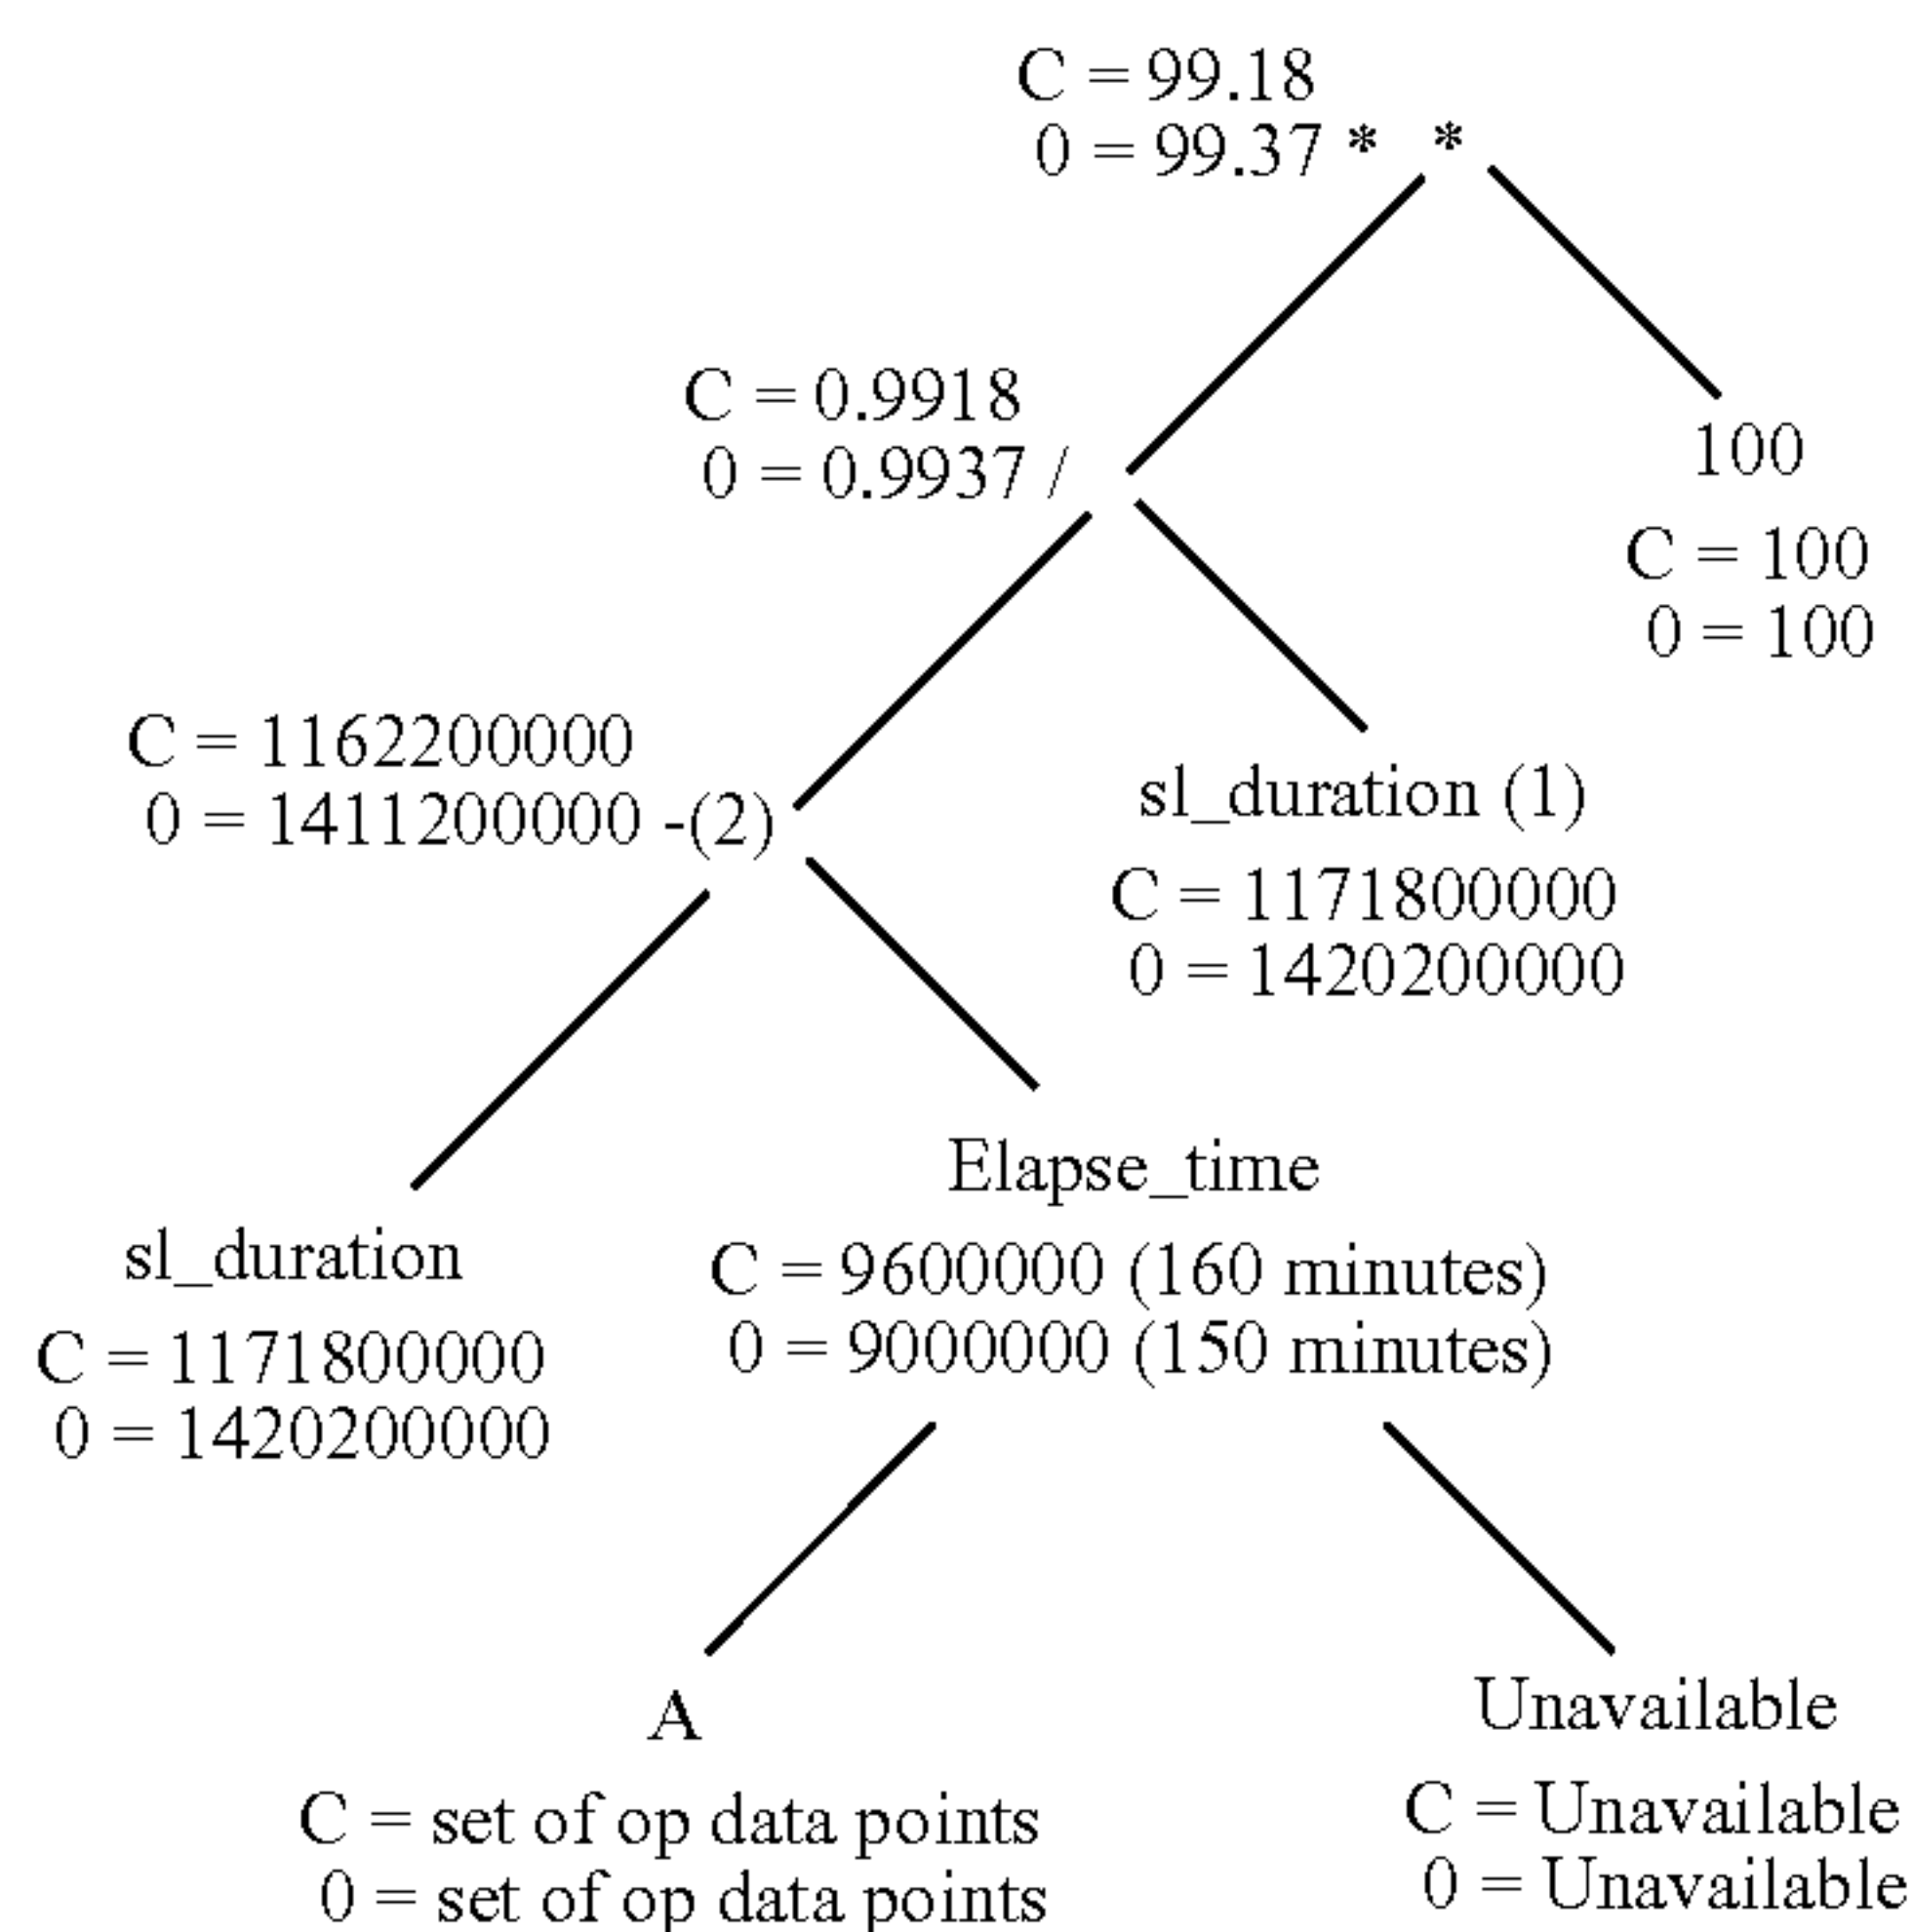 C = 99.18
0 = 99.37 * *
C = 0.9918
0 = 0.9937 /
100
C = 100
0 = 100
C = 1162200000
0 = 1411200000 -(2)
sl_duration (1)
C = 1171800000
0 = 1420200000
Elapse_time
C = 9600000 (160 minutes)
0 = 9000000 (150 minutes)
sl_duration
C = 1171800000
0 = 1420200000
A
C = set of op data points
0 = set of op data points
Unavailable
C = Unavailable
0 = Unavailable